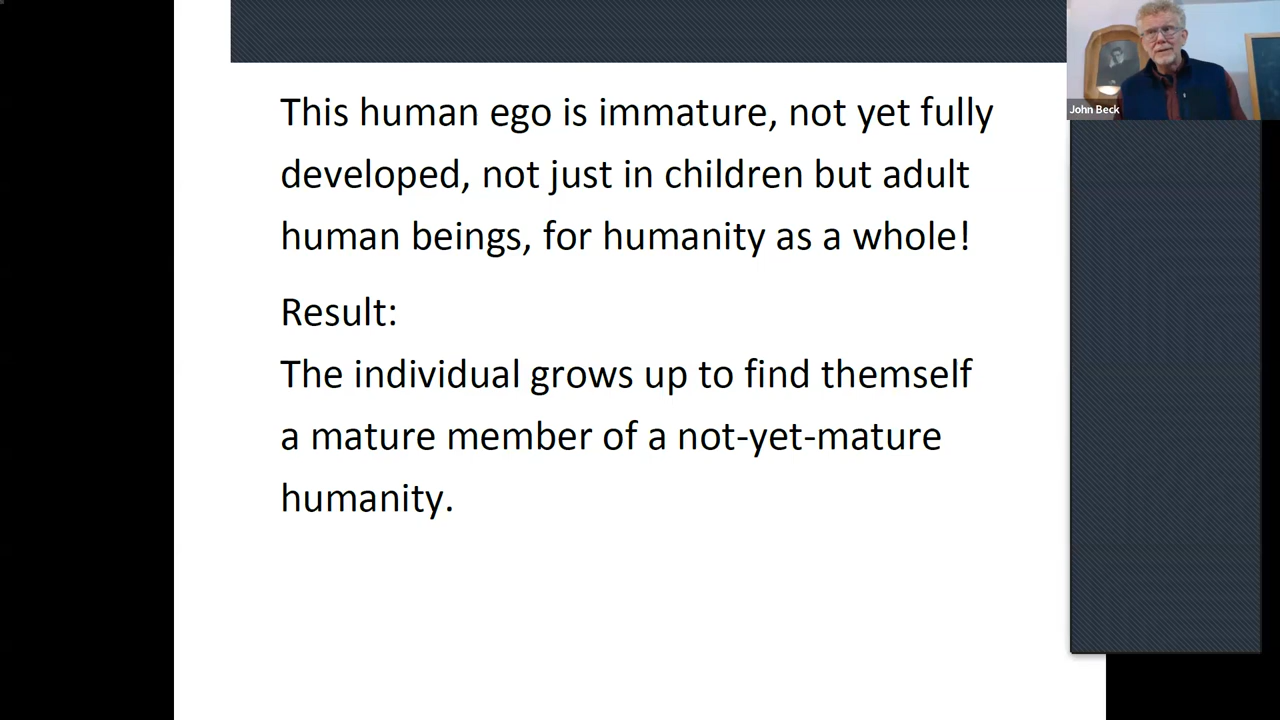 This human ego is immature, not yet fully
developed, not just in children but adult
human beings, for humanity as a whole!
Result:
The individual grows up to find themself
a mature member of a not-yet-mature
humanity.
John Beck